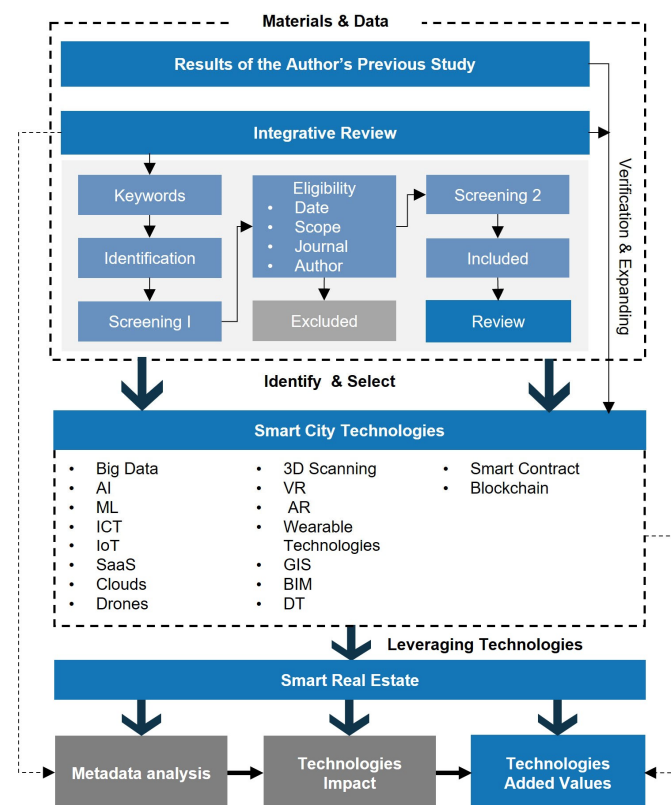 Materials & Data
Results of the Author's Previous Study
Integrative Review
Keywords
Identification
Screening I
Eligibility
• Date
• Scope
• Journal
• Author
Excluded
Screening 2
Included
Review
Verification & Expanding
Identify & Select
Smart City Technologies
• Big Data
• AI
• ML
• ICT
• IoT
• SaaS
• Clouds
• Drones
• 3D Scanning
• VR
• AR
• Wearable
Technologies
• GIS
• BIM
• DT
• Smart Contract
• Blockchain
Leveraging Technologies
Smart Real Estate
Metadata analysis
Technologies
Impact
Technologies
Added Values